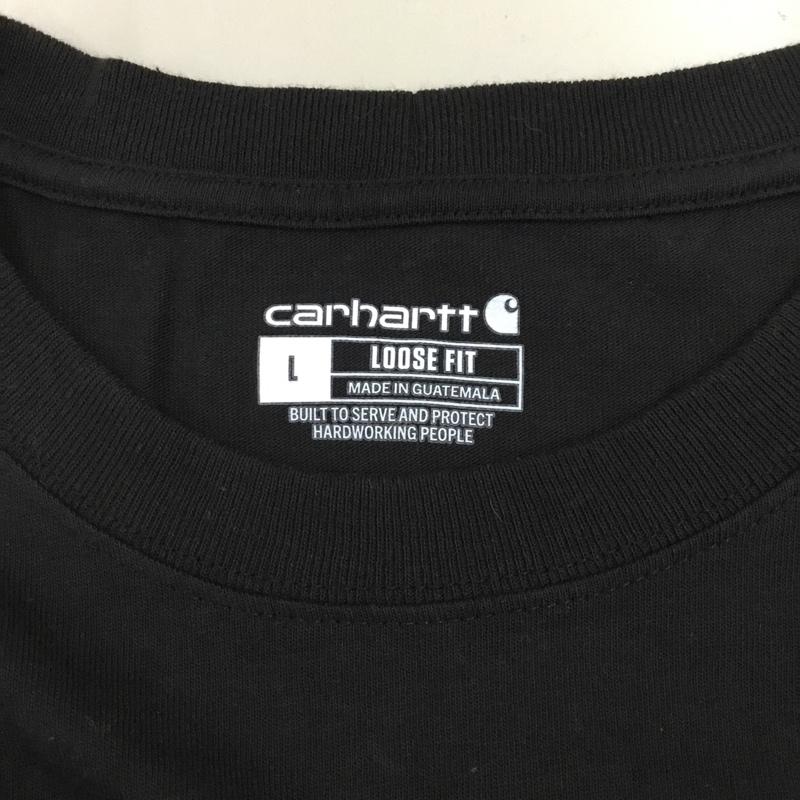 carhartt
L
LOOSE FIT
MADE IN GUATEMALA
BUILT TO SERVE AND PROTECT
HARDWORKING PEOPLE